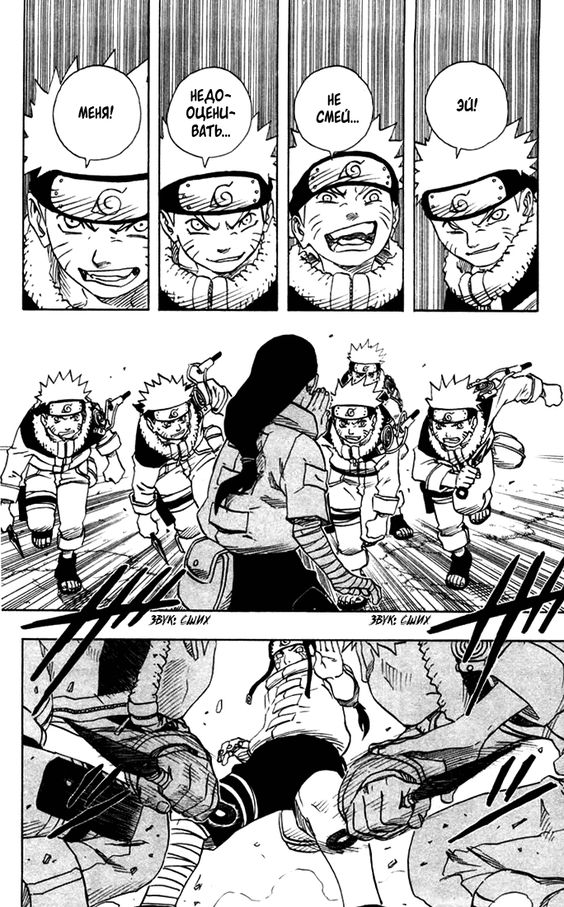 ЭЙ!
НЕ
СМЕЙ...
НЕДО-
ОЦЕНИ-
ВАТЬ...
МЕНЯ!
ЗВУК: СШИХ
ЗВУК: СШИХ